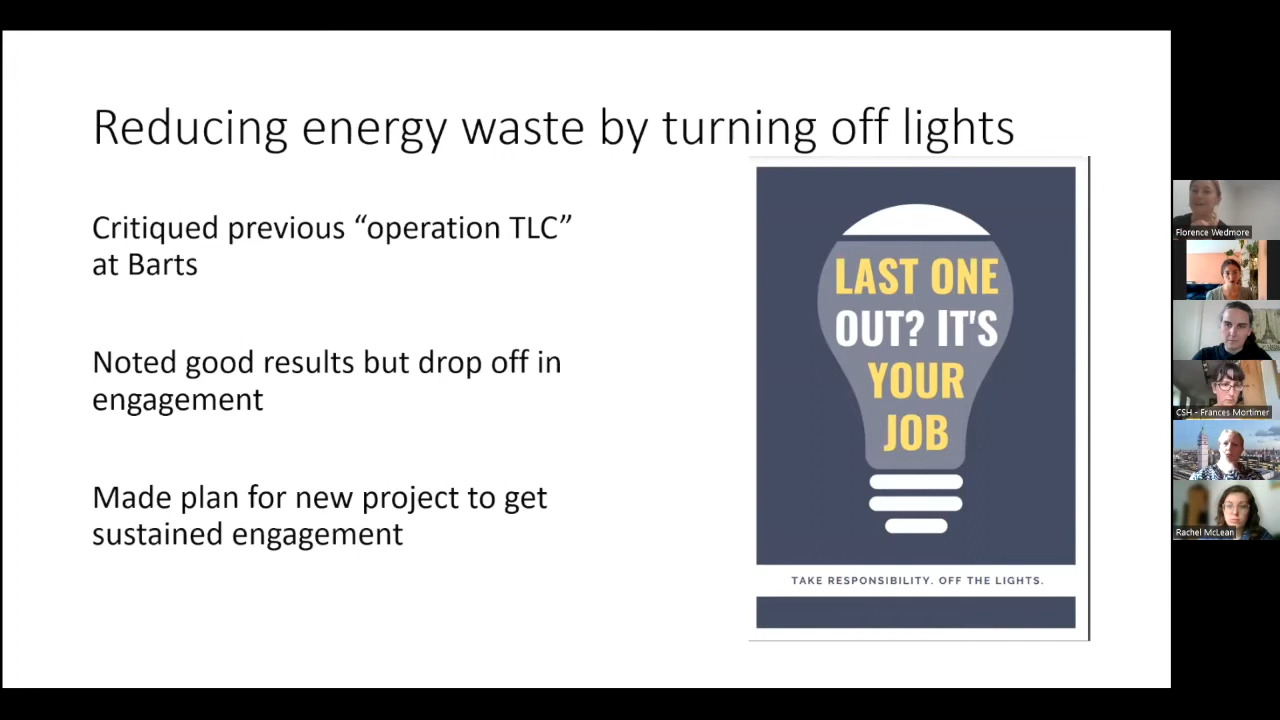 Reducing energy waste by turning off lights
Critiqued previous “operation TLC”
at Barts
Noted good results but drop off in
engagement
Made plan for new project to get
sustained engagement
LAST ONE
OUT? IT'S
YOUR
JOB
TAKE RESPONSIBILITY. OFF THE LIGHTS.
Florence Wedmore
CSH - Frances Mortimer
Rachel McLean